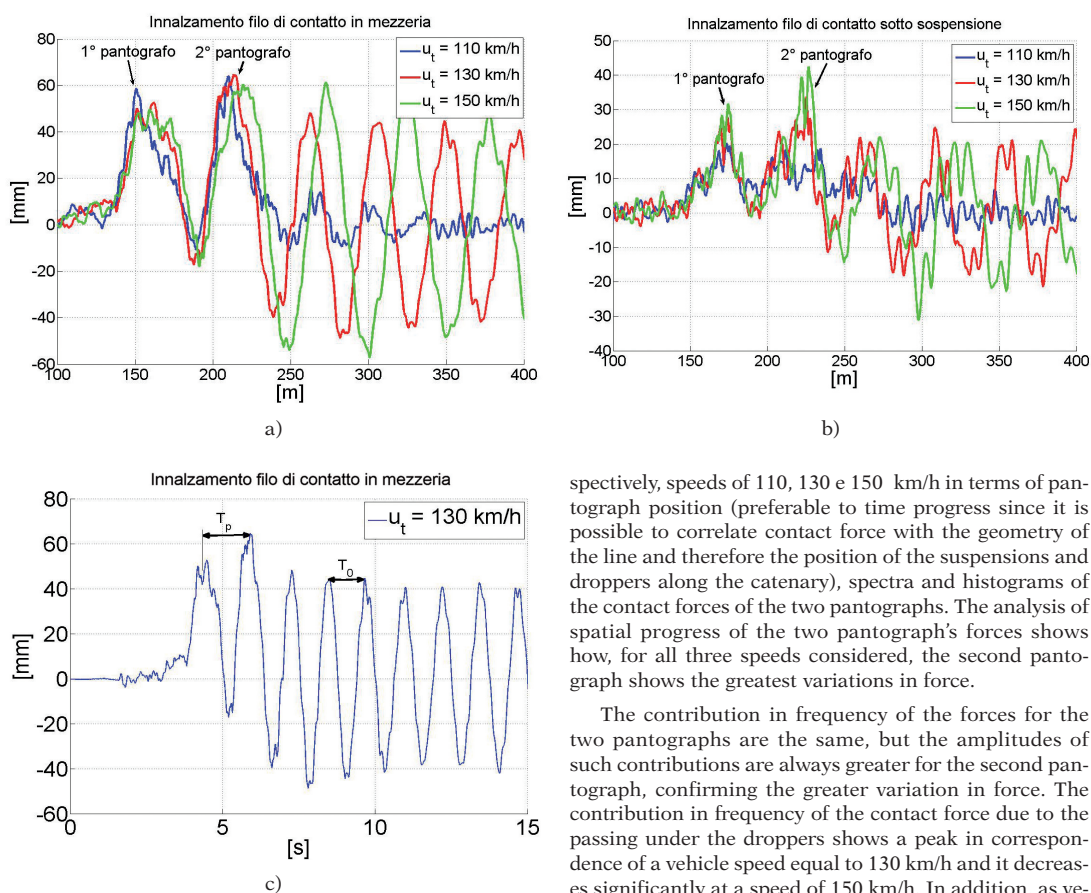 Innalzamento filo di contatto in mezzeria
1° pantografo
2° pantografo
u_t = 110 km/h
u_t = 130 km/h
u_t = 150 km/h
80
60
40
20
0
-20
-40
-60
[mm]
100
150
200
250
300
350
400
[m]
a)
Innalzamento filo di contatto sotto sospensione
1° pantografo
2° pantografo
u_t = 110 km/h
u_t = 130 km/h
u_t = 150 km/h
50
40
30
20
10
0
-10
-20
-30
-40
[mm]
100
150
200
250
300
350
400
[m]
b)
Innalzamento filo di contatto in mezzeria
u_t = 130 km/h
T_p
T_0
80
60
40
20
0
-20
-40
-60
[mm]
0
5
10
15
[s]
c)
spectively, speeds of 110, 130 e 150 km/h in terms of pan-
tograph position (preferable to time progress since it is
possible to correlate contact force with the geometry of
the line and therefore the position of the suspensions and
droppers along the catenary), spectra and histograms of
the contact forces of the two pantographs. The analysis of
spatial progress of the two pantograph's forces shows
how, for all three speeds considered, the second panto-
graph shows the greatest variations in force.
The contribution in frequency of the forces for the
two pantographs are the same, but the amplitudes of
such contributions are always greater for the second pan-
tograph, confirming the greater variation in force. The
contribution in frequency of the contact force due to the
passing under the droppers shows a peak in correspon-
dence of a vehicle speed equal to 130 km/h and it decreas-
es significantly at a speed of 150 km/h. In addition, as ve-